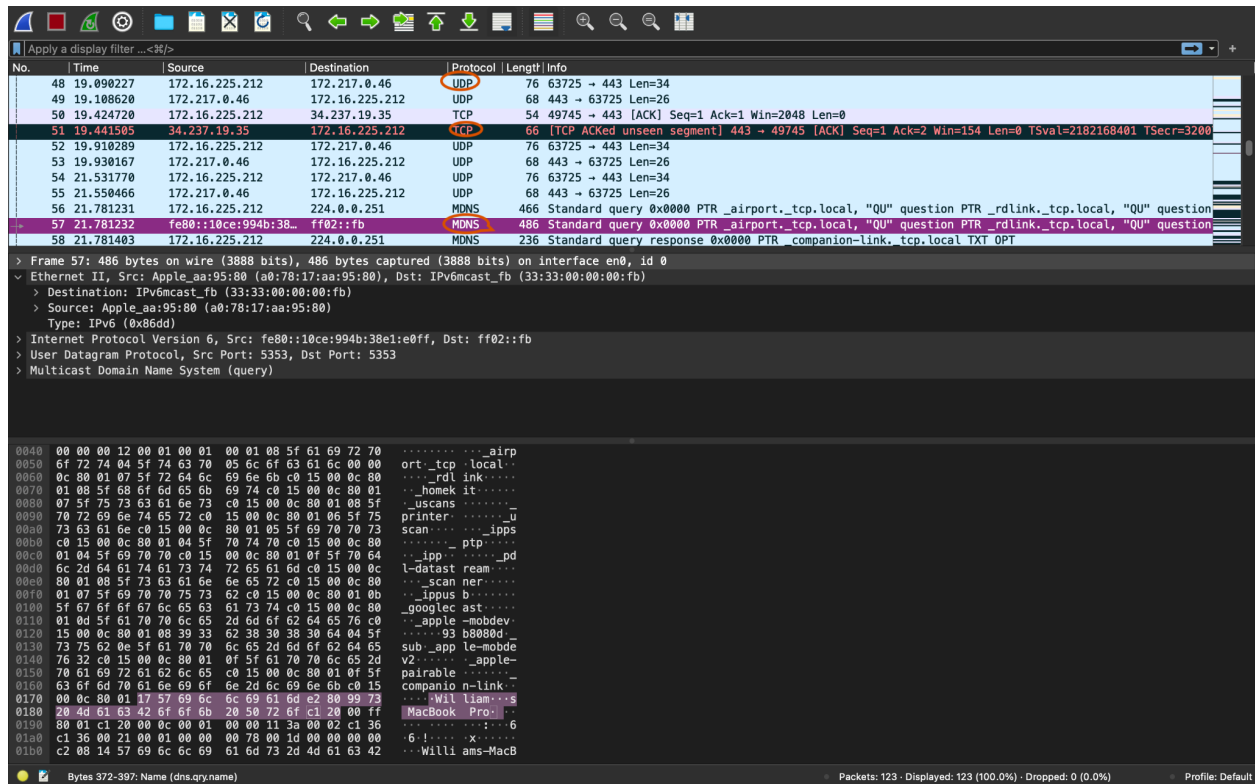 Apply a display filter ...<⌘/>
No. Time Source Destination Protocol Length Info
48 19.090227 172.16.225.212 172.217.0.46 UDP 76 63725 → 443 Len=34
49 19.108620 172.217.0.46 172.16.225.212 UDP 68 443 → 63725 Len=26
50 19.424720 172.16.225.212 34.237.19.35 TCP 54 49745 → 443 [ACK] Seq=1 Ack=1 Win=2048 Len=0
51 19.441505 34.237.19.35 172.16.225.212 TCP 66 [TCP ACKed unseen segment] 443 → 49745 [ACK] Seq=1 Ack=2 Win=154 Len=0 TSval=2182168401 TSecr=3200
52 19.910289 172.16.225.212 172.217.0.46 UDP 76 63725 → 443 Len=34
53 19.930167 172.217.0.46 172.16.225.212 UDP 68 443 → 63725 Len=26
54 21.531770 172.16.225.212 172.217.0.46 UDP 76 63725 → 443 Len=34
55 21.550466 172.217.0.46 172.16.225.212 UDP 68 443 → 63725 Len=26
56 21.781231 172.16.225.212 224.0.0.251 MDNS 466 Standard query 0x0000 PTR _airport._tcp.local, "QU" question PTR _rdlink._tcp.local, "QU" question
57 21.781232 fe80::10ce:994b:38… ff02::fb MDNS 486 Standard query 0x0000 PTR _airport._tcp.local, "QU" question PTR _rdlink._tcp.local, "QU" question
58 21.781403 172.16.225.212 224.0.0.251 MDNS 236 Standard query response 0x0000 PTR _companion-link._tcp.local TXT OPT
> Frame 57: 486 bytes on wire (3888 bits), 486 bytes captured (3888 bits) on interface en0, id 0
Ethernet II, Src: Apple_aa:95:80 (a0:78:17:aa:95:80), Dst: IPv6mcast_fb (33:33:00:00:00:fb)
> Destination: IPv6mcast_fb (33:33:00:00:00:fb)
> Source: Apple_aa:95:80 (a0:78:17:aa:95:80)
Type: IPv6 (0x86dd)
> Internet Protocol Version 6, Src: fe80::10ce:994b:38e1:e0ff, Dst: ff02::fb
> User Datagram Protocol, Src Port: 5353, Dst Port: 5353
> Multicast Domain Name System (query)
0040 00 00 00 12 00 01 00 01 00 01 08 5f 61 69 72 70 ········ ···_airp
0050 6f 72 74 04 5f 74 63 70 05 6c 6f 63 61 6c 00 00 ort·_tcp ·local··
0060 0c 80 01 07 5f 72 64 6c 69 6e 6b c0 15 00 0c 80 ····_rdl ink·····
0070 01 08 5f 68 6f 6d 65 6b 69 74 c0 15 00 0c 80 01 ··_homek it······
0080 07 5f 75 73 63 61 6e 73 c0 15 00 0c 80 01 08 5f ·_uscans ·······_
0090 70 72 69 6e 74 65 72 c0 15 00 0c 80 01 06 5f 75 printer· ······_u
00a0 73 63 61 6e c0 15 00 0c 80 01 05 5f 69 70 70 73 scan···· ···_ipps
00b0 c0 15 00 0c 80 01 04 5f 70 74 70 c0 15 00 0c 80 ·······_ ptp·····
00c0 01 04 5f 69 70 70 c0 15 00 0c 80 01 0f 5f 70 64 ··_ipp·· ·····_pd
00d0 6c 2d 64 61 74 61 73 74 72 65 61 6d c0 15 00 0c l-datast ream····
00e0 80 01 08 5f 73 63 61 6e 6e 65 72 c0 15 00 0c 80 ···_scan ner·····
00f0 01 07 5f 69 70 70 75 73 62 c0 15 00 0c 80 01 0b ··_ippus b·······
0100 5f 67 6f 6f 67 6c 65 63 61 73 74 c0 15 00 0c 80 _googlec ast·····
0110 01 0d 5f 61 70 70 6c 65 2d 6d 6f 62 64 65 76 c0 ··_apple -mobdev·
0120 15 00 0c 80 01 08 39 33 62 38 30 38 30 64 04 5f ······93 b8080d·_
0130 73 75 62 0e 5f 61 70 70 6c 65 2d 6d 6f 62 64 65 sub·_app le-mobde
0140 76 32 c0 15 00 0c 80 01 0f 5f 61 70 70 6c 65 2d v2······ ·_apple-
0150 70 61 69 72 61 62 6c 65 c0 15 00 0c 80 01 0f 5f pairable ·······_
0160 63 6f 6d 70 61 6e 69 6f 6e 2d 6c 69 6e 6b c0 15 companio n-link··
0170 00 0c 80 01 17 57 69 6c 6c 69 61 6d e2 80 99 73 ·····Wil liam···s
0180 20 4d 61 63 42 6f 6f 6b 20 50 72 6f c1 20 00 ff MacBook Pro· ··
0190 80 01 c1 20 00 0c 00 01 00 00 11 3a 00 02 c1 36 ··· ···· ···:···6
01a0 c1 36 00 21 00 01 00 00 00 78 00 1d 00 00 00 00 ·6·!···· ·x······
01b0 c2 08 14 57 69 6c 6c 69 61 6d 73 2d 4d 61 63 42 ···Willi ams-MacB
Bytes 372-397: Name (dns.qry.name)
Packets: 123 · Displayed: 123 (100.0%) · Dropped: 0 (0.0%)
Profile: Default